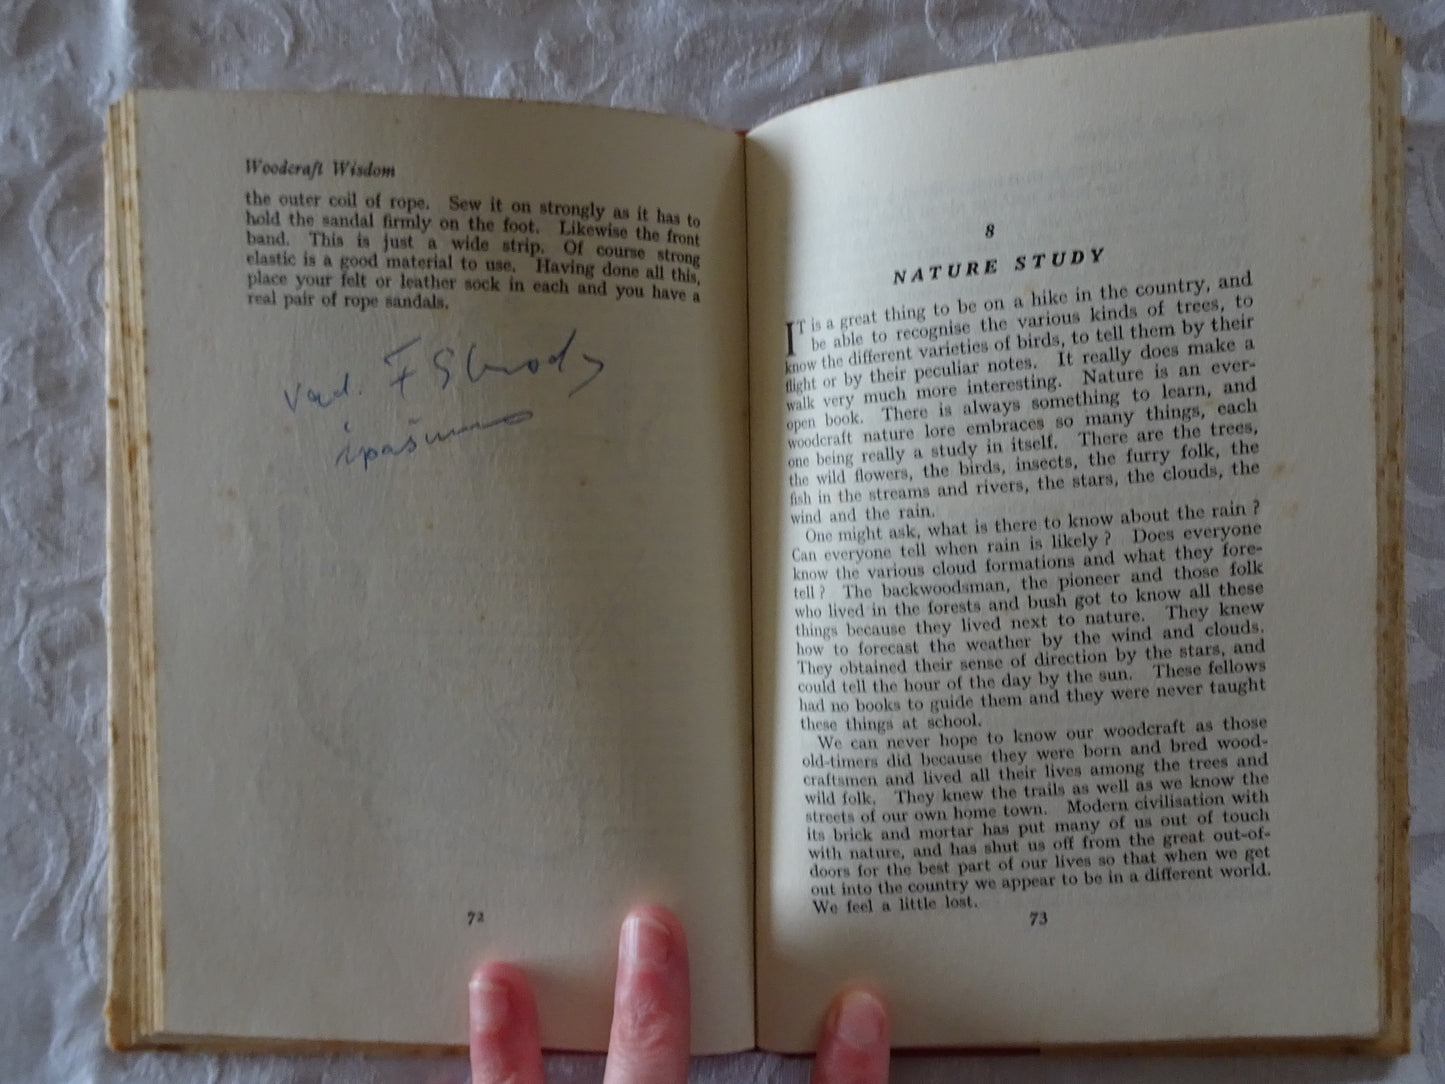 Woodcraft Wisdom
the outer coil of rope. Sew it on strongly as it has to
hold the sandal firmly on the foot. Likewise the front
band. This is just a wide strip. Of course strong
elastic is a good material to use. Having done all this,
place your felt or leather sock in each and you have a
real pair of rope sandals.
72
8
NATURE STUDY
IT is a great thing to be on a hike in the country, and
be able to recognise the various kinds of trees, to
know the different varieties of birds, to tell them by their
flight or by their peculiar notes. It really does make a
walk very much more interesting. Nature is an ever-
open book. There is always something to learn, and
woodcraft nature lore embraces so many things, each
one being really a study in itself. There are the trees,
the wild flowers, the birds, insects, the furry folk, the
fish in the streams and rivers, the stars, the clouds, the
wind and the rain.
One might ask, what is there to know about the rain ?
Can everyone tell when rain is likely ? Does everyone
know the various cloud formations and what they fore-
tell ? The backwoodsman, the pioneer and those folk
who lived in the forests and bush got to know all these
things because they lived next to nature. They knew
how to forecast the weather by the wind and clouds.
They obtained their sense of direction by the stars, and
could tell the hour of the day by the sun. These fellows
had no books to guide them and they were never taught
these things at school.
We can never hope to know our woodcraft as those
old-timers did because they were born and bred wood-
craftsmen and lived all their lives among the trees and
wild folk. They knew the trails as well as we know the
streets of our own home town. Modern civilisation with
its brick and mortar has put many of us out of touch
with nature, and has shut us off from the great out-of-
doors for the best part of our lives so that when we get
out into the country we appear to be in a different world.
We feel a little lost.
73